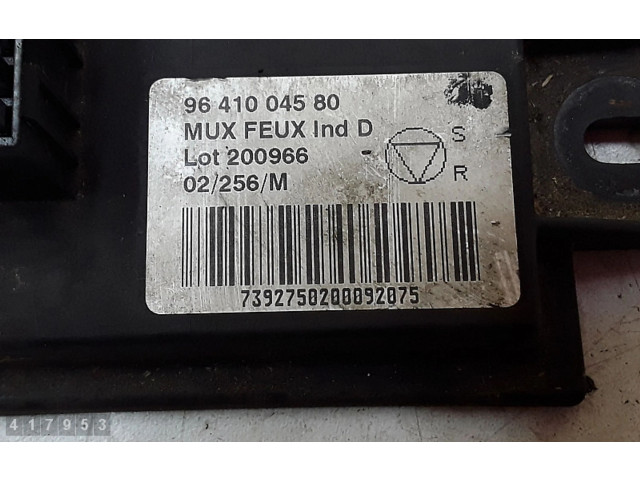 96 410 045 80
MUX FEUX Ind D
Lot 200966 -
02/256/M
S
R
7392750200092075
417953